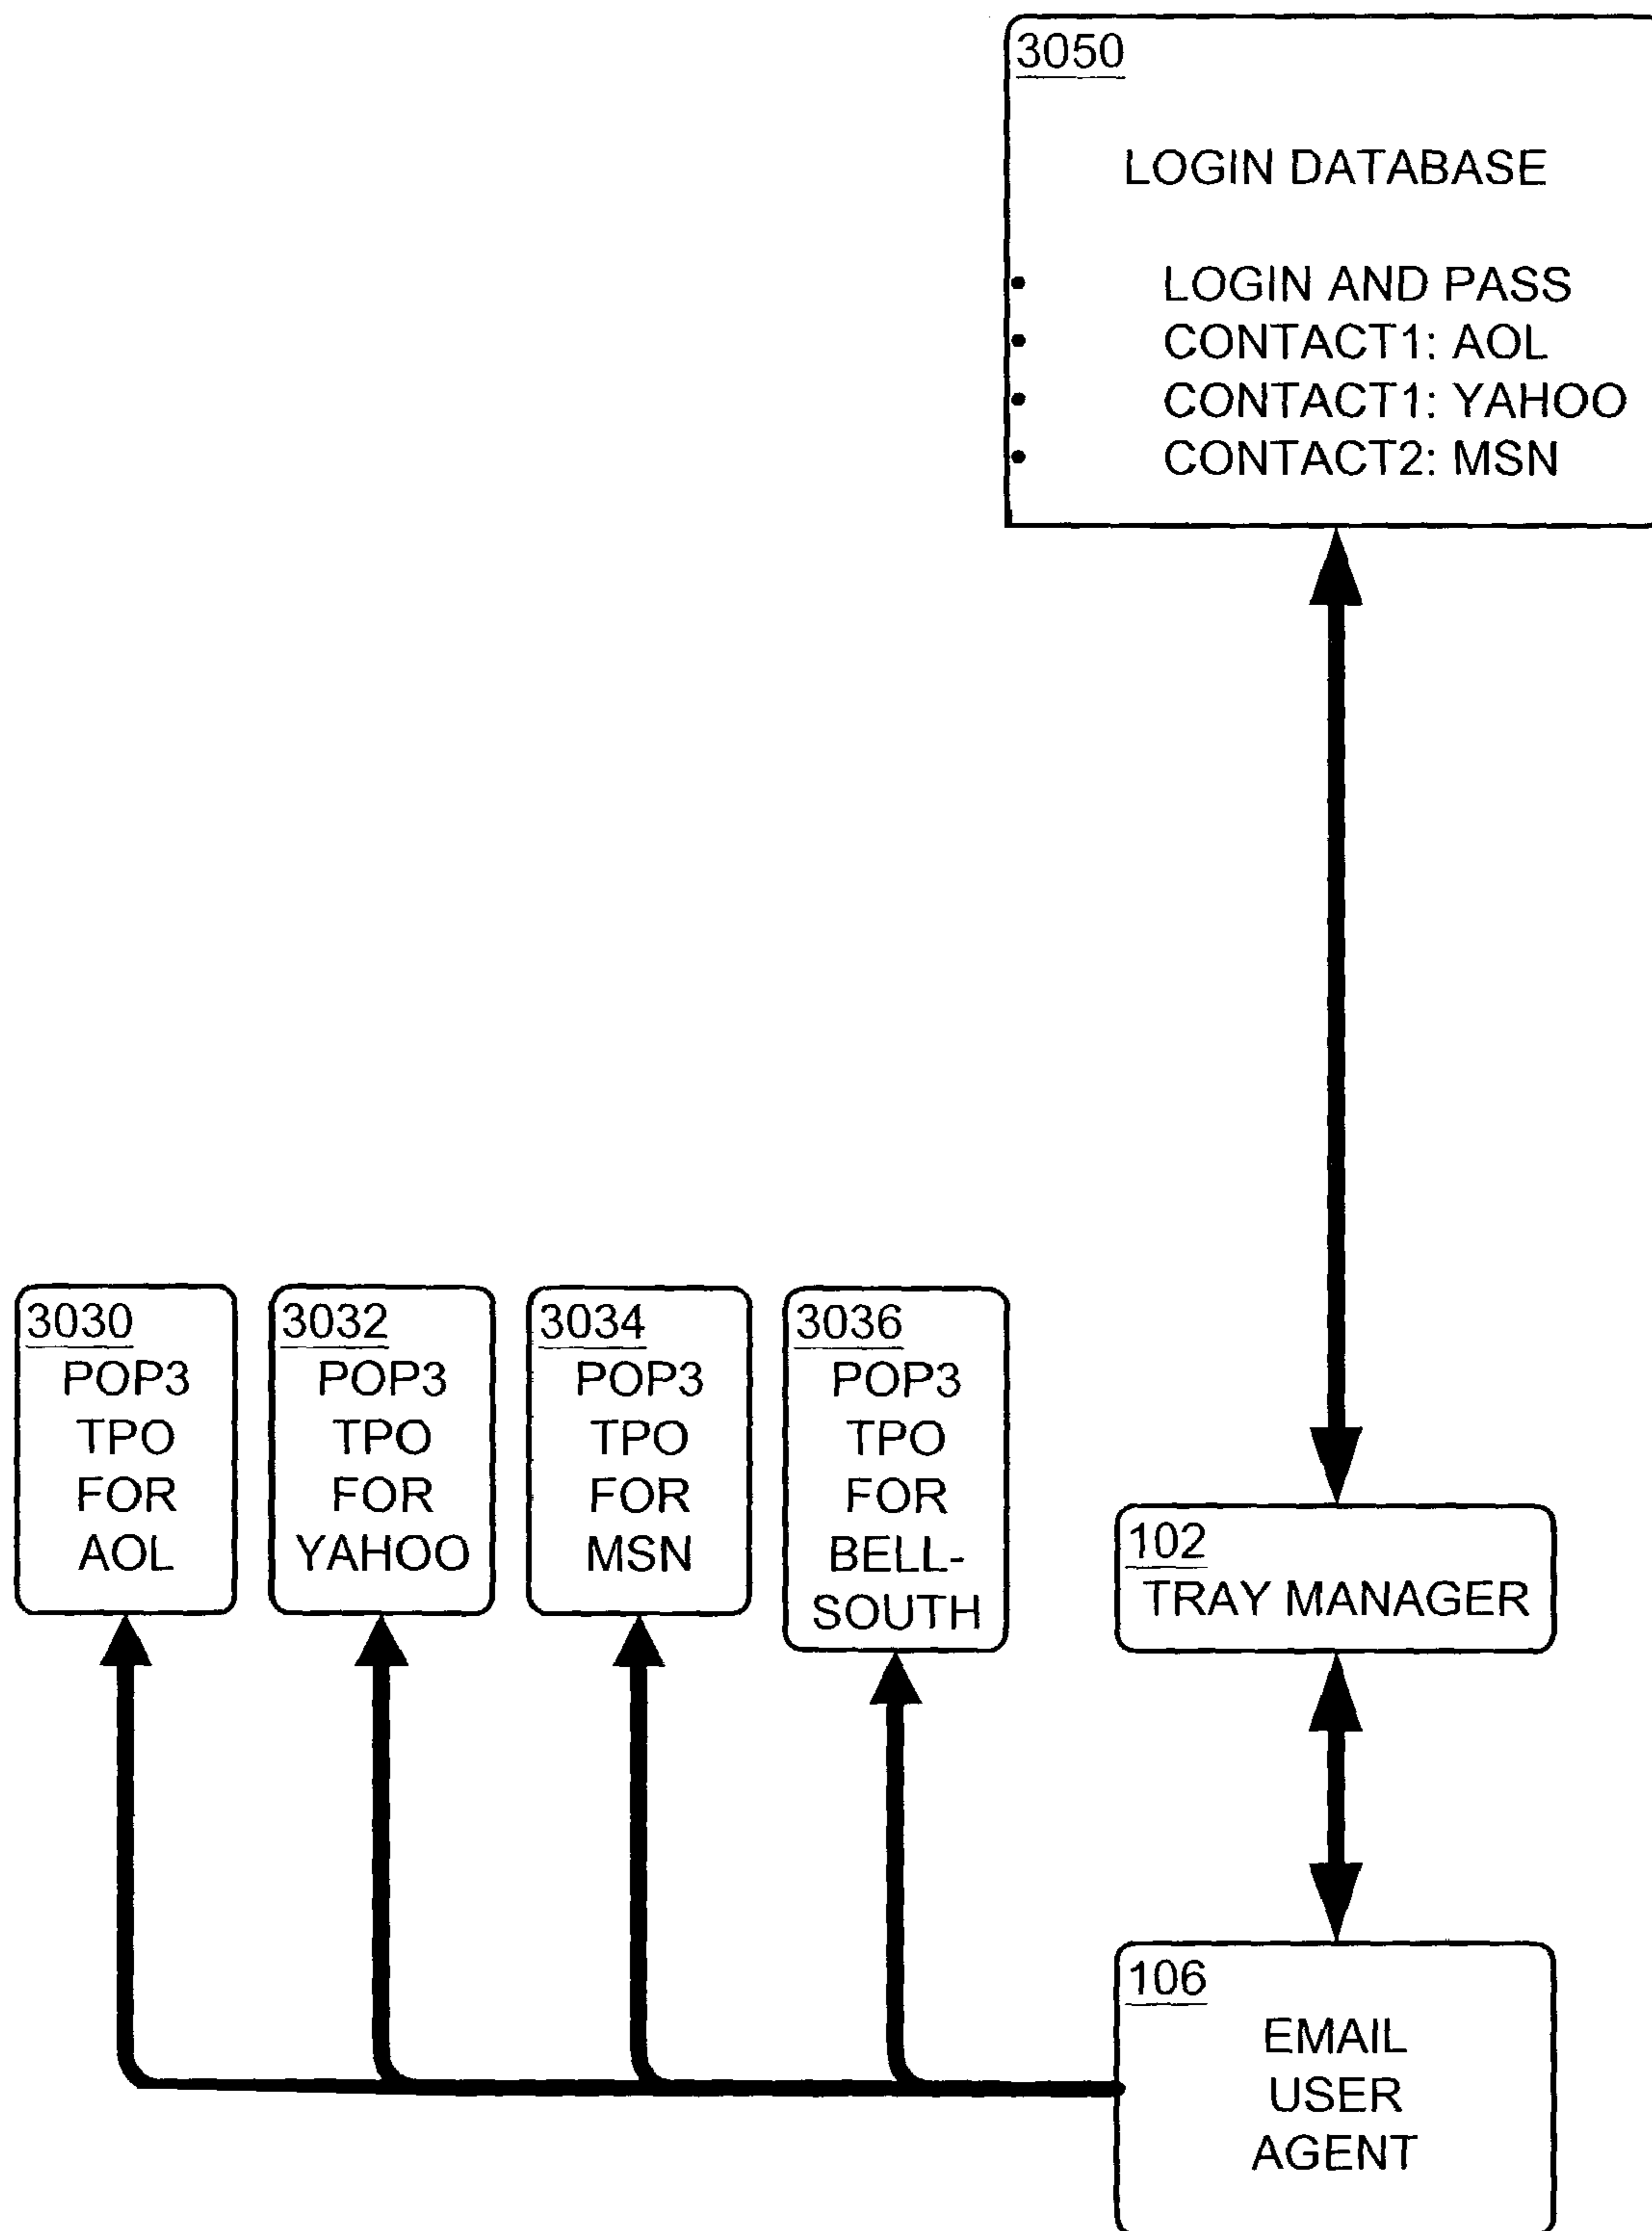 3050
LOGIN DATABASE
• LOGIN AND PASS
• CONTACT1: AOL
• CONTACT1: YAHOO
• CONTACT2: MSN
3030
POP3
TPO
FOR
AOL
3032
POP3
TPO
FOR
YAHOO
3034
POP3
TPO
FOR
MSN
3036
POP3
TPO
FOR
BELL-
SOUTH
102
TRAY MANAGER
106
EMAIL
USER
AGENT